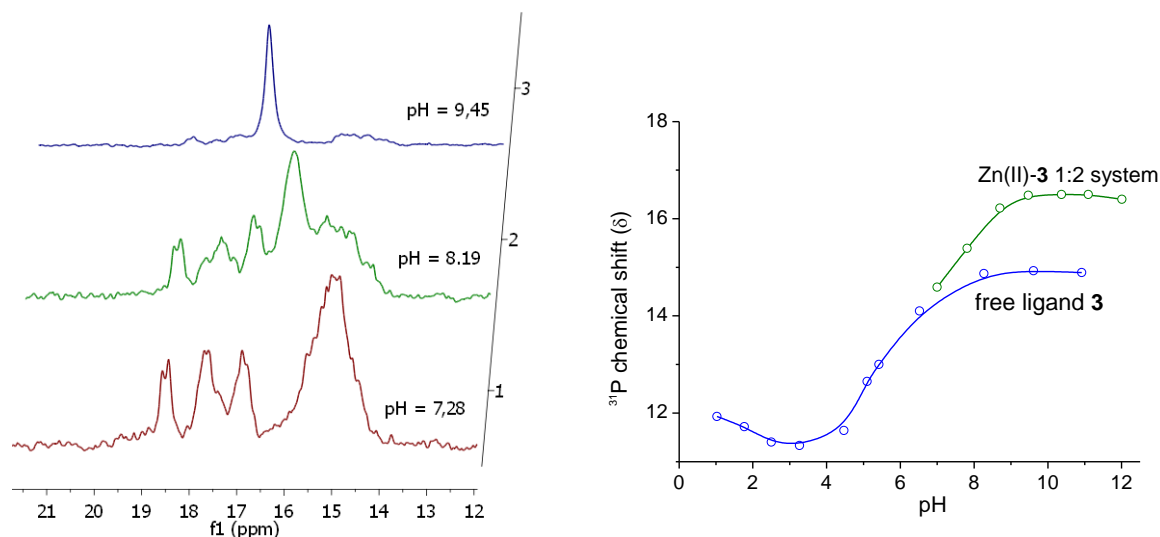 pH = 9,45
3
pH = 8.19
2
pH = 7,28
1
21 20 19 18 17 16 15 14 13 12
f1 (ppm)
18
16
14
12
³¹P chemical shift (δ)
Zn(II)-3 1:2 system
free ligand 3
0 2 4 6 8 10 12
pH